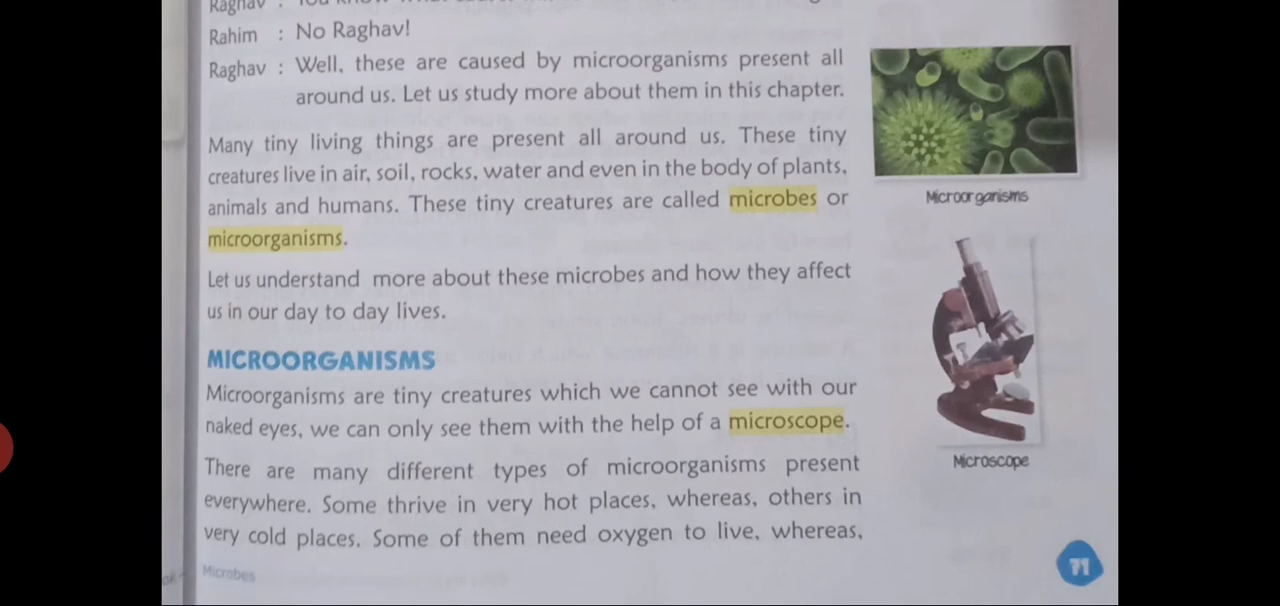 Raghav :
Rahim : No Raghav!
Raghav : Well, these are caused by microorganisms present all
around us. Let us study more about them in this chapter.
Many tiny living things are present all around us. These tiny
creatures live in air, soil, rocks, water and even in the body of plants,
animals and humans. These tiny creatures are called microbes or
microorganisms.
Let us understand more about these microbes and how they affect
us in our day to day lives.
MICROORGANISMS
Microorganisms are tiny creatures which we cannot see with our
naked eyes, we can only see them with the help of a microscope.
There are many different types of microorganisms present
everywhere. Some thrive in very hot places, whereas, others in
very cold places. Some of them need oxygen to live, whereas,
Microorganisms
Microscope
Microbes
71